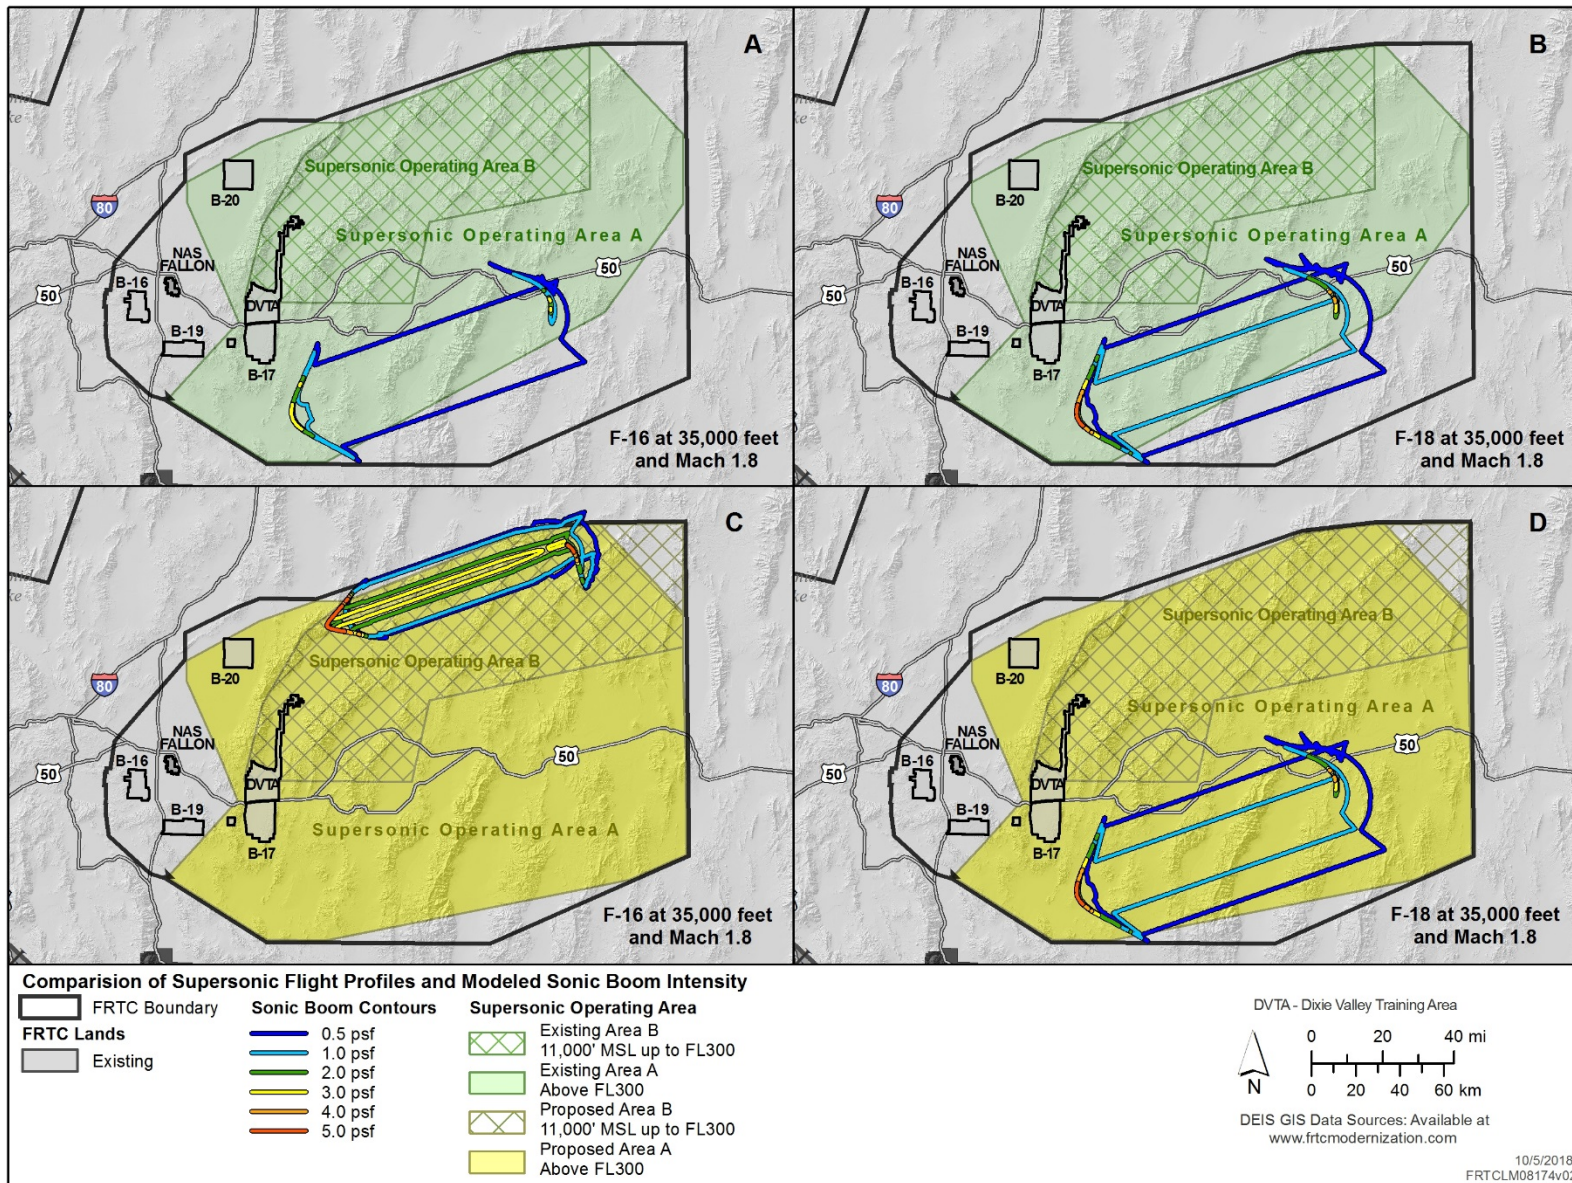 A
Supersonic Operating Area B
B-20
80
Supersonic Operating Area A
NAS
FALLON
50
B-16
50
DVTA
B-19
B-17
F-16 at 35,000 feet
and Mach 1.8
B
Supersonic Operating Area B
B-20
80
Supersonic Operating Area A
NAS
FALLON
50
B-16
50
DVTA
B-19
B-17
F-18 at 35,000 feet
and Mach 1.8
C
Supersonic Operating Area B
B-20
80
NAS
FALLON
50
B-16
50
DVTA
B-19
Supersonic Operating Area A
B-17
F-16 at 35,000 feet
and Mach 1.8
D
Supersonic Operating Area B
B-20
80
Supersonic Operating Area A
NAS
FALLON
50
B-16
50
DVTA
B-19
B-17
F-18 at 35,000 feet
and Mach 1.8
Comparision of Supersonic Flight Profiles and Modeled Sonic Boom Intensity
FRTC Boundary
FRTC Lands
Existing
Sonic Boom Contours
0.5 psf
1.0 psf
2.0 psf
3.0 psf
4.0 psf
5.0 psf
Supersonic Operating Area
Existing Area B
11,000' MSL up to FL300
Existing Area A
Above FL300
Proposed Area B
11,000' MSL up to FL300
Proposed Area A
Above FL300
DVTA - Dixie Valley Training Area
0 20 40 mi
0 20 40 60 km
N
DEIS GIS Data Sources: Available at
www.frtcmodernization.com
10/5/2018
FRTCLM08174v02